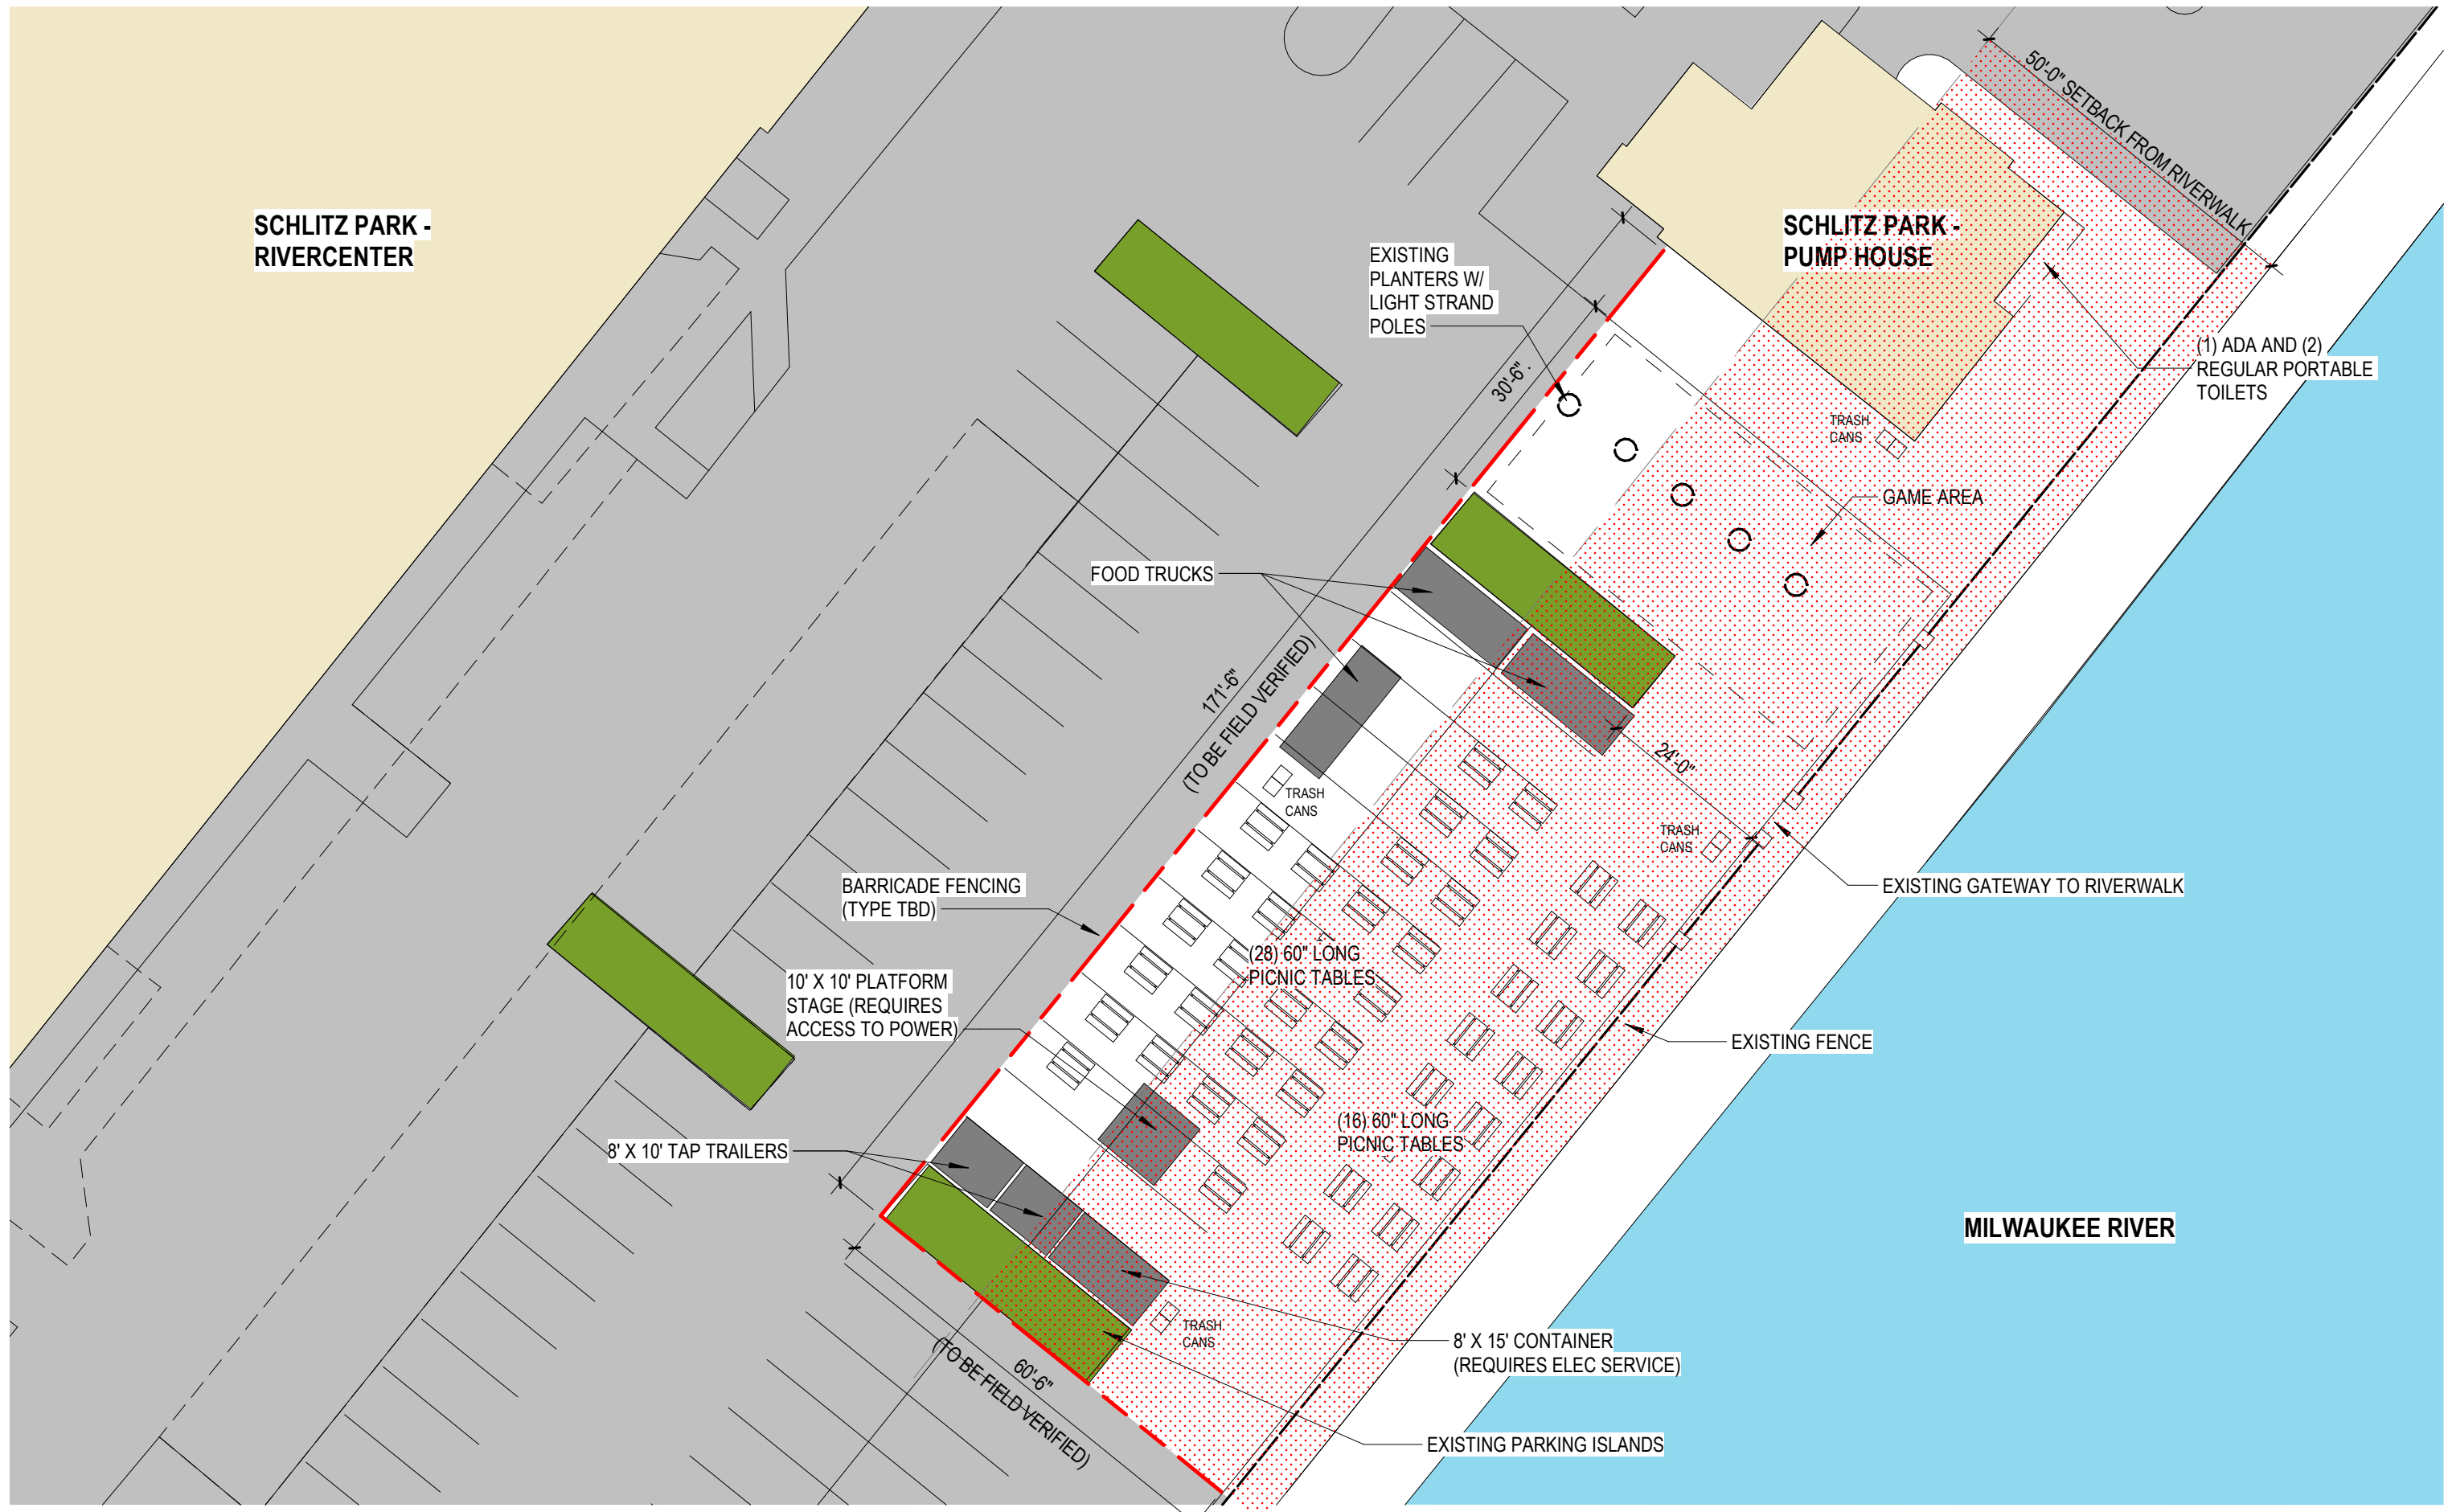 SCHLITZ PARK -
RIVERCENTER
SCHLITZ PARK -
PUMP HOUSE
50'-0" SETBACK FROM RIVERWALK
EXISTING
PLANTERS W/
LIGHT STRAND
POLES
(1) ADA AND (2)
REGULAR PORTABLE
TOILETS
30'-6".
TRASH
CANS
GAME AREA
FOOD TRUCKS
171'-6"
(TO BE FIELD VERIFIED)
24'-0"
TRASH
CANS
TRASH
CANS
EXISTING GATEWAY TO RIVERWALK
BARRICADE FENCING
(TYPE TBD)
(28) 60" LONG
PICNIC TABLES
10' X 10' PLATFORM
STAGE (REQUIRES
ACCESS TO POWER)
EXISTING FENCE
(16) 60" LONG
PICNIC TABLES
8' X 10' TAP TRAILERS
MILWAUKEE RIVER
TRASH
CANS
8' X 15' CONTAINER
(REQUIRES ELEC SERVICE)
60'-6"
(TO BE FIELD VERIFIED)
EXISTING PARKING ISLANDS